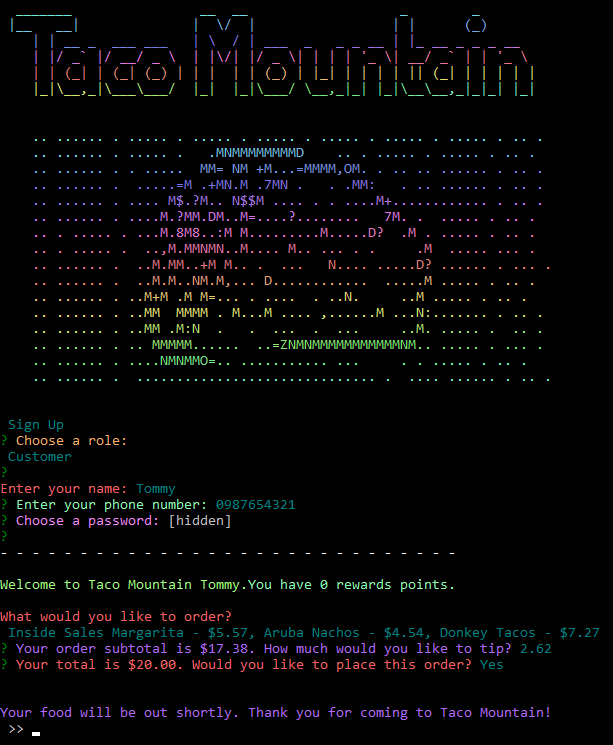 Taco Mountain
Sign Up
? Choose a role:
Customer
?
Enter your name: Tommy
? Enter your phone number: 0987654321
? Choose a password: [hidden]
?
- - - - - - - - - - - - - - - - - - - - - - - - - - - - -
Welcome to Taco Mountain Tommy.You have 0 rewards points.
What would you like to order?
Inside Sales Margarita - $5.57, Aruba Nachos - $4.54, Donkey Tacos - $7.27
? Your order subtotal is $17.38. How much would you like to tip? 2.62
? Your total is $20.00. Would you like to place this order? Yes
Your food will be out shortly. Thank you for coming to Taco Mountain!
>>